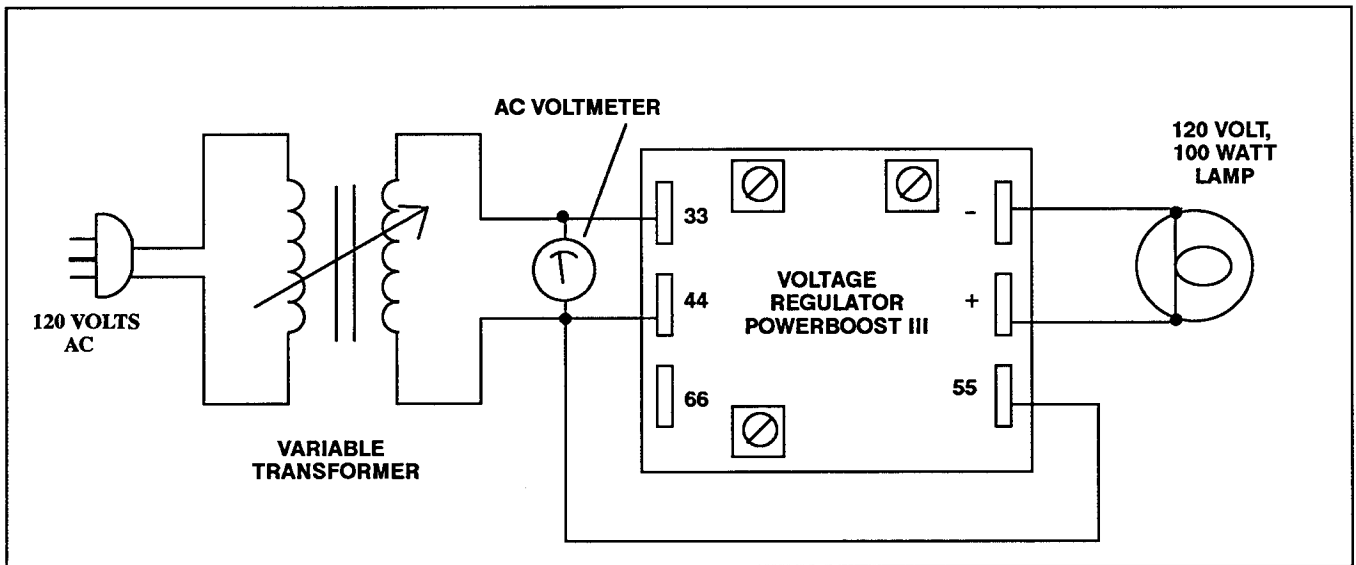 AC VOLTMETER
120 VOLT,
100 WATT
LAMP
33
-
44
VOLTAGE
REGULATOR
POWERBOOST III
+
120 VOLTS
AC
66
55
VARIABLE
TRANSFORMER